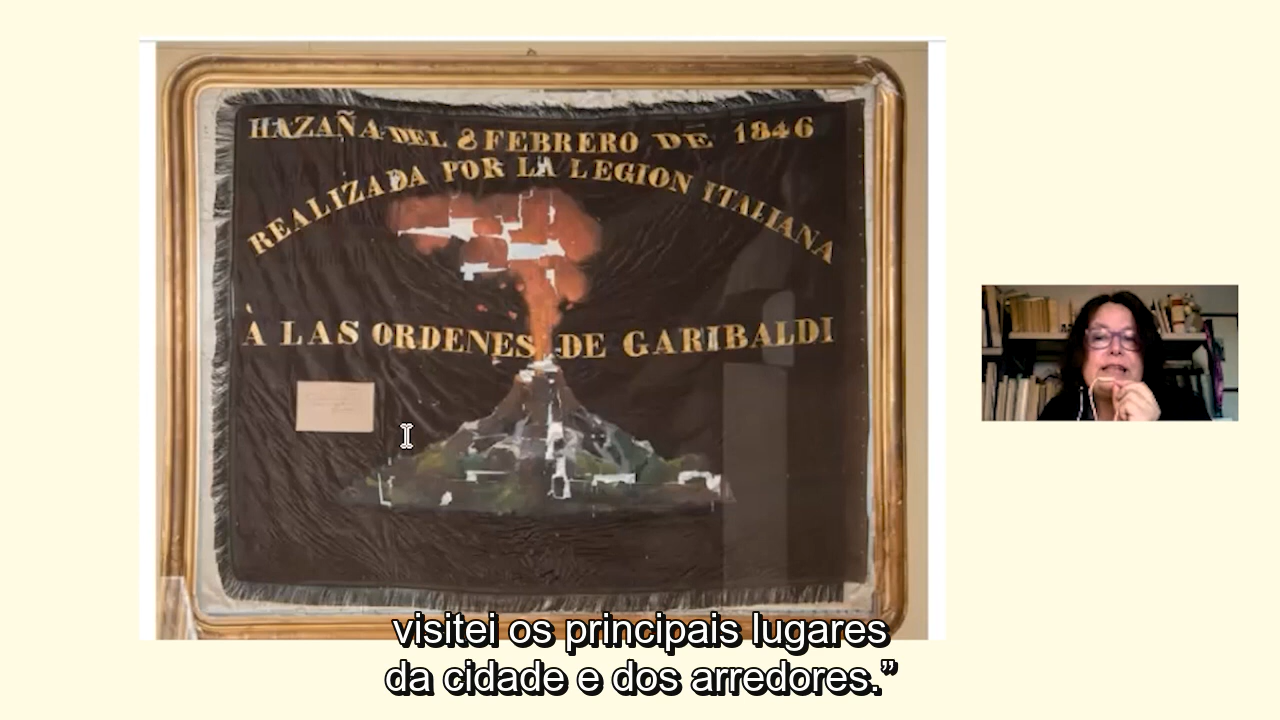 HAZAÑA DEL 8 FEBRERO DE 1846
REALIZADA POR LA LEGION ITALIANA
À LAS ORDENES DE GARIBALDI
visitei os principais lugares
da cidade e dos arredores.”